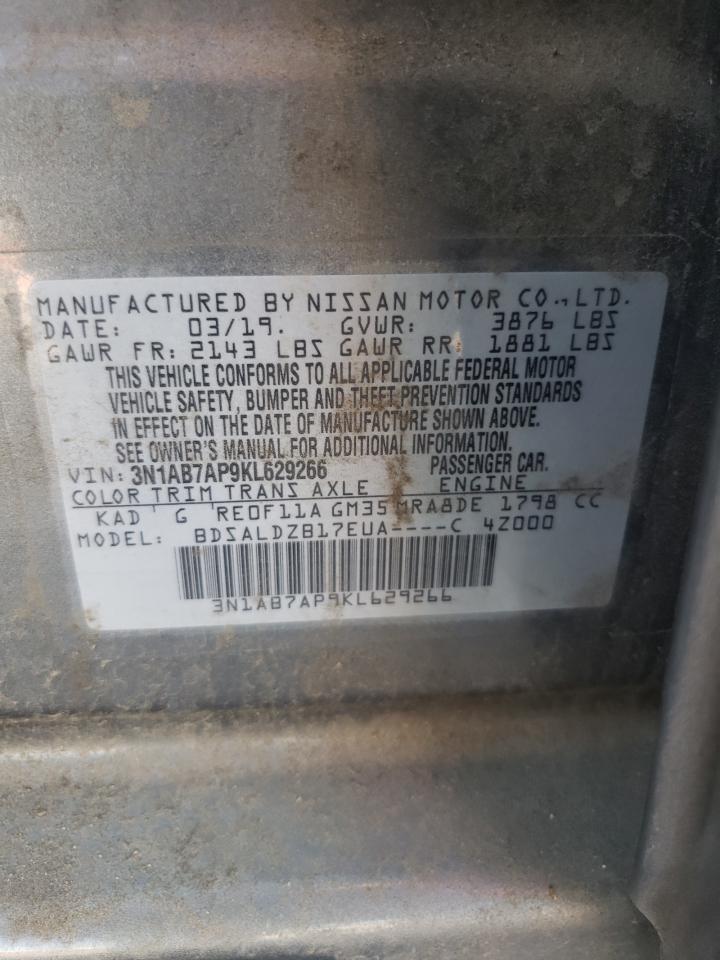 MANUFACTURED BY NISSAN MOTOR CO.,LTD.
DATE: 03/19. GVWR: 3876 LBS
GAWR FR: 2143 LBS GAWR RR: 1881 LBS
THIS VEHICLE CONFORMS TO ALL APPLICABLE FEDERAL MOTOR
VEHICLE SAFETY, BUMPER AND THEFT PREVENTION STANDARDS
IN EFFECT ON THE DATE OF MANUFACTURE SHOWN ABOVE.
SEE OWNER'S MANUAL FOR ADDITIONAL INFORMATION.
VIN: 3N1AB7AP9KL629266 PASSENGER CAR.
COLOR TRIM TRANS AXLE ENGINE
KAD G RE0F11A GM35 MRA8DE 1798 CC
MODEL: BDSALDZB17EUA----C 4Z000
3N1AB7AP9KL629266